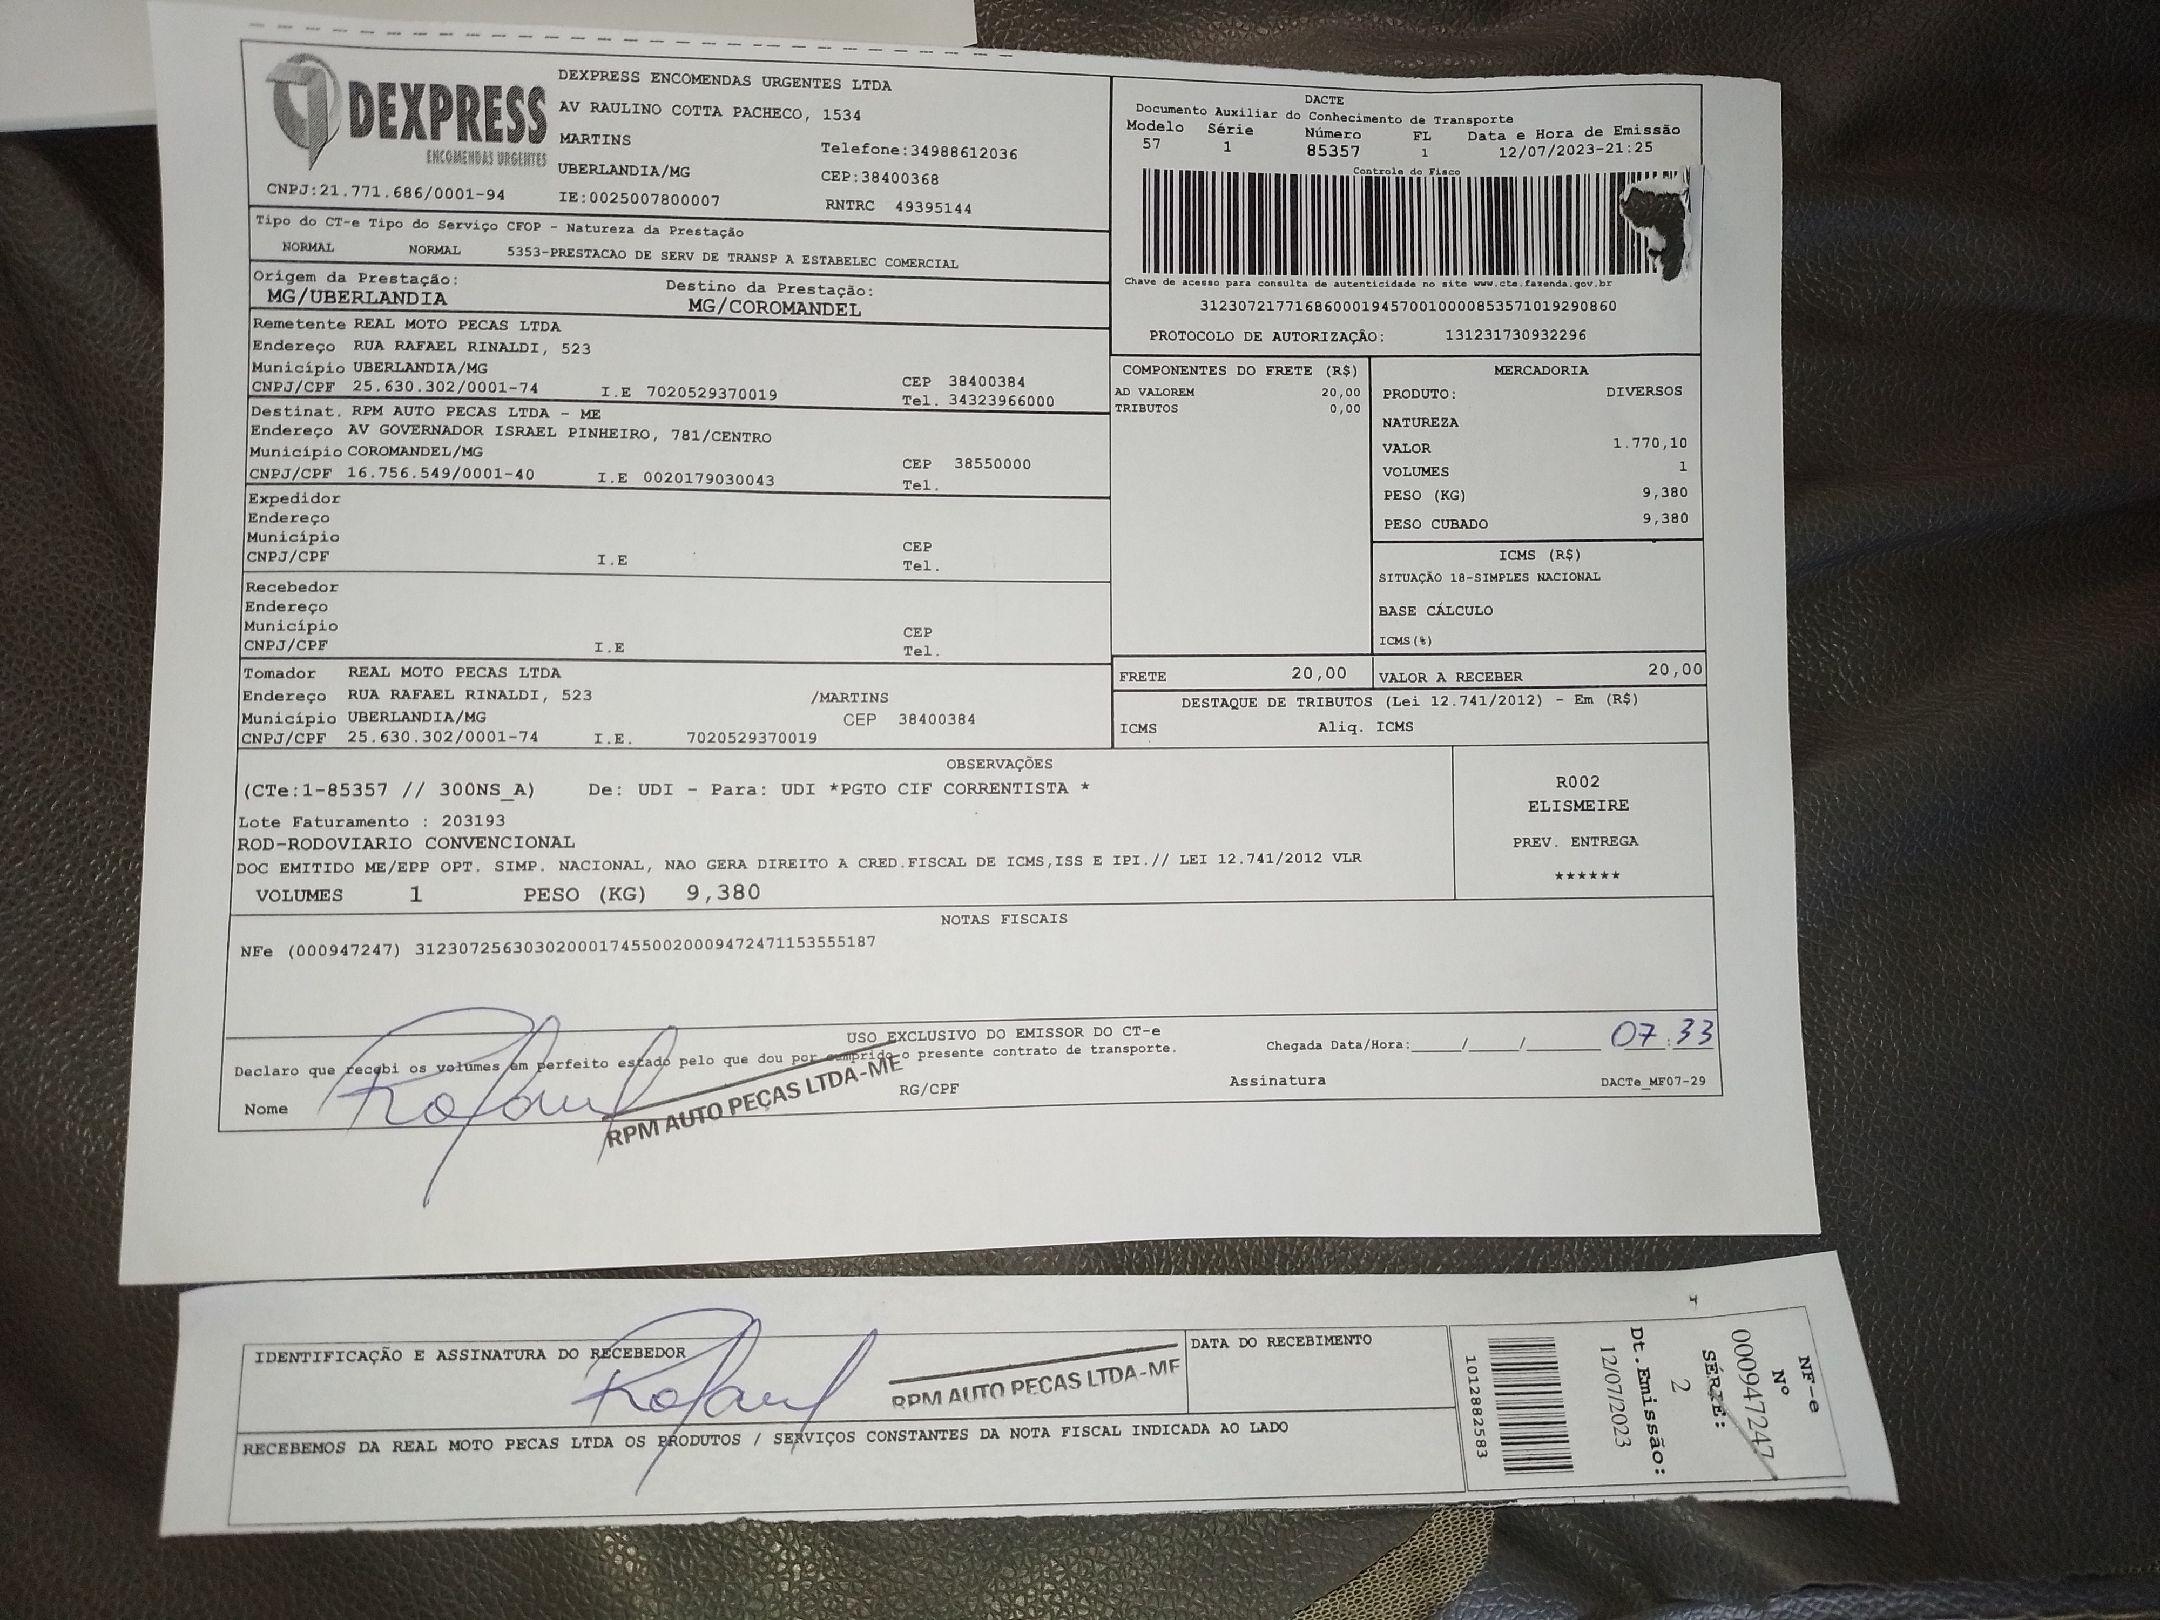 DEXPRESS
ENCOMENDAS URGENTES
CNPJ:21.771.686/0001-94
DEXPRESS ENCOMENDAS URGENTES LTDA
AV RAULINO COTTA PACHECO, 1534
MARTINS Telefone:34988612036
UBERLANDIA/MG CEP:38400368
IE:0025007800007 RNTRC 49395144
DACTE
Documento Auxiliar do Conhecimento de Transporte
Modelo Série Número FL Data e Hora de Emissão
57 1 85357 1 12/07/2023-21:25
Controle do Fisco
Chave de acesso para consulta de autenticidade no site www.cte.fazenda.gov.br
31230721771686000194570010000853571019290860
PROTOCOLO DE AUTORIZAÇÃO: 131231730932296
Tipo do CT-e Tipo do Serviço CFOP - Natureza da Prestação
NORMAL NORMAL 5353-PRESTACAO DE SERV DE TRANSP A ESTABELEC COMERCIAL
Origem da Prestação: Destino da Prestação:
MG/UBERLANDIA MG/COROMANDEL
Remetente REAL MOTO PECAS LTDA
Endereço RUA RAFAEL RINALDI, 523
Município UBERLANDIA/MG CEP 38400384
CNPJ/CPF 25.630.302/0001-74 I.E 7020529370019 Tel. 34323966000
Destinat. RPM AUTO PECAS LTDA - ME
Endereço AV GOVERNADOR ISRAEL PINHEIRO, 781/CENTRO
Município COROMANDEL/MG CEP 38550000
CNPJ/CPF 16.756.549/0001-40 I.E 0020179030043 Tel.
Expedidor
Endereço
Município CEP
CNPJ/CPF I.E Tel.
Recebedor
Endereço
Município CEP
CNPJ/CPF I.E Tel.
Tomador REAL MOTO PECAS LTDA
Endereço RUA RAFAEL RINALDI, 523 /MARTINS
Município UBERLANDIA/MG CEP 38400384
CNPJ/CPF 25.630.302/0001-74 I.E. 7020529370019
COMPONENTES DO FRETE (R$)
AD VALOREM 20,00
TRIBUTOS 0,00
MERCADORIA
PRODUTO: DIVERSOS
NATUREZA
VALOR 1.770,10
VOLUMES 1
PESO (KG) 9,380
PESO CUBADO 9,380
ICMS (R$)
SITUAÇÃO 18-SIMPLES NACIONAL
BASE CÁLCULO
ICMS(%)
FRETE 20,00 VALOR A RECEBER 20,00
DESTAQUE DE TRIBUTOS (Lei 12.741/2012) - Em (R$)
ICMS Aliq. ICMS
OBSERVAÇÕES
(CTe:1-85357 // 300NS_A) De: UDI - Para: UDI *PGTO CIF CORRENTISTA *
Lote Faturamento : 203193
ROD-RODOVIARIO CONVENCIONAL
DOC EMITIDO ME/EPP OPT. SIMP. NACIONAL, NAO GERA DIREITO A CRED.FISCAL DE ICMS,ISS E IPI.// LEI 12.741/2012 VLR
VOLUMES 1 PESO (KG) 9,380
R002
ELISMEIRE
PREV. ENTREGA
******
NOTAS FISCAIS
NFe (000947247) 31230725630302000174550020009472471153555187
USO EXCLUSIVO DO EMISSOR DO CT-e
Declaro que recebi os volumes em perfeito estado pelo que dou por cumprido o presente contrato de transporte. Chegada Data/Hora:____/____/______ 07:33
Nome RG/CPF Assinatura DACTe_MF07-29
RPM AUTO PEÇAS LTDA-ME
IDENTIFICAÇÃO E ASSINATURA DO RECEBEDOR
RPM AUTO PECAS LTDA-MF
DATA DO RECEBIMENTO
RECEBEMOS DA REAL MOTO PECAS LTDA OS PRODUTOS / SERVIÇOS CONSTANTES DA NOTA FISCAL INDICADA AO LADO
NF-e
Nº
000947247
SÉRIE:
2
Dt.Emissão:
12/07/2023
1012882583